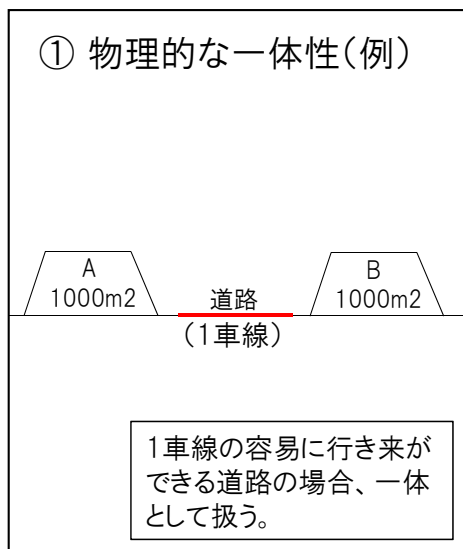 ① 物理的な一体性(例)
A
1000m2
道路
(1車線)
B
1000m2
1車線の容易に行き来が
できる道路の場合、一体
として扱う。